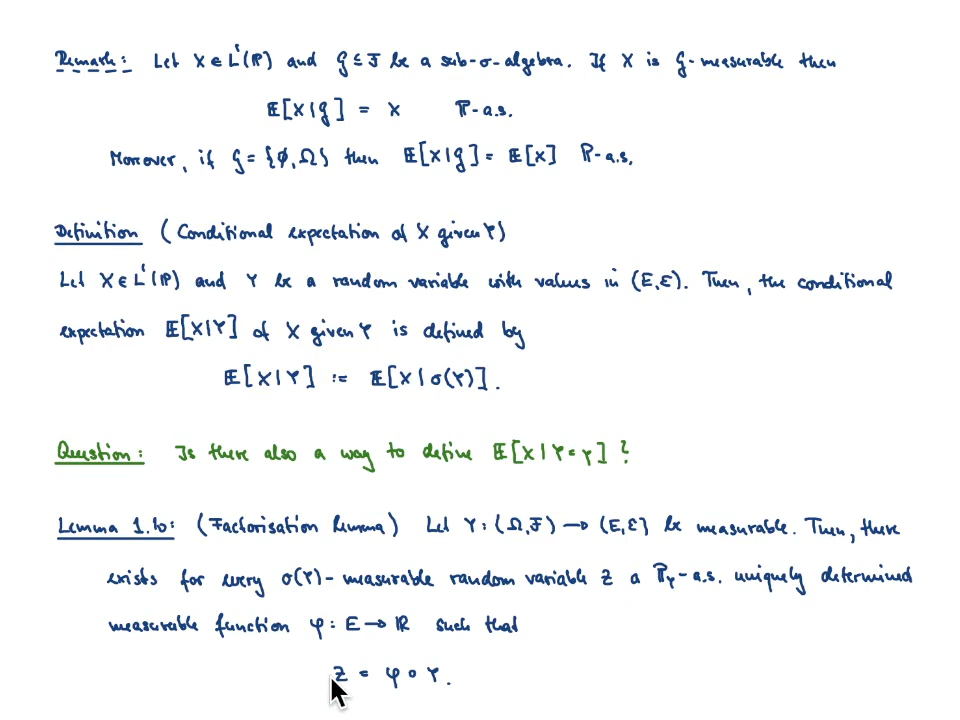 Remark: Let X ∈ L¹(ℙ) and 𝒢 ⊆ ℱ be a sub-σ-algebra. If X is 𝒢-measurable then
𝔼[X|𝒢] = X ℙ-a.s.
Moreover, if 𝒢 = {∅,Ω} then 𝔼[X|𝒢] = 𝔼[X] ℙ-a.s.
Definition (Conditional expectation of X given Y)
Let X ∈ L¹(ℙ) and Y be a random variable with values in (E,ℰ). Then, the conditional
expectation 𝔼[X|Y] of X given Y is defined by
𝔼[X|Y] := 𝔼[X|σ(Y)].
Question: Is there also a way to define 𝔼[X|Y=y]?
Lemma 1.10: (Factorisation lemma) Let Y: (Ω,ℱ) → (E,ℰ) be measurable. Then, there
exists for every σ(Y)-measurable random variable Z a ℙ_Y-a.s. uniquely determined
measurable function φ: E → ℝ such that
Z = φ∘Y.